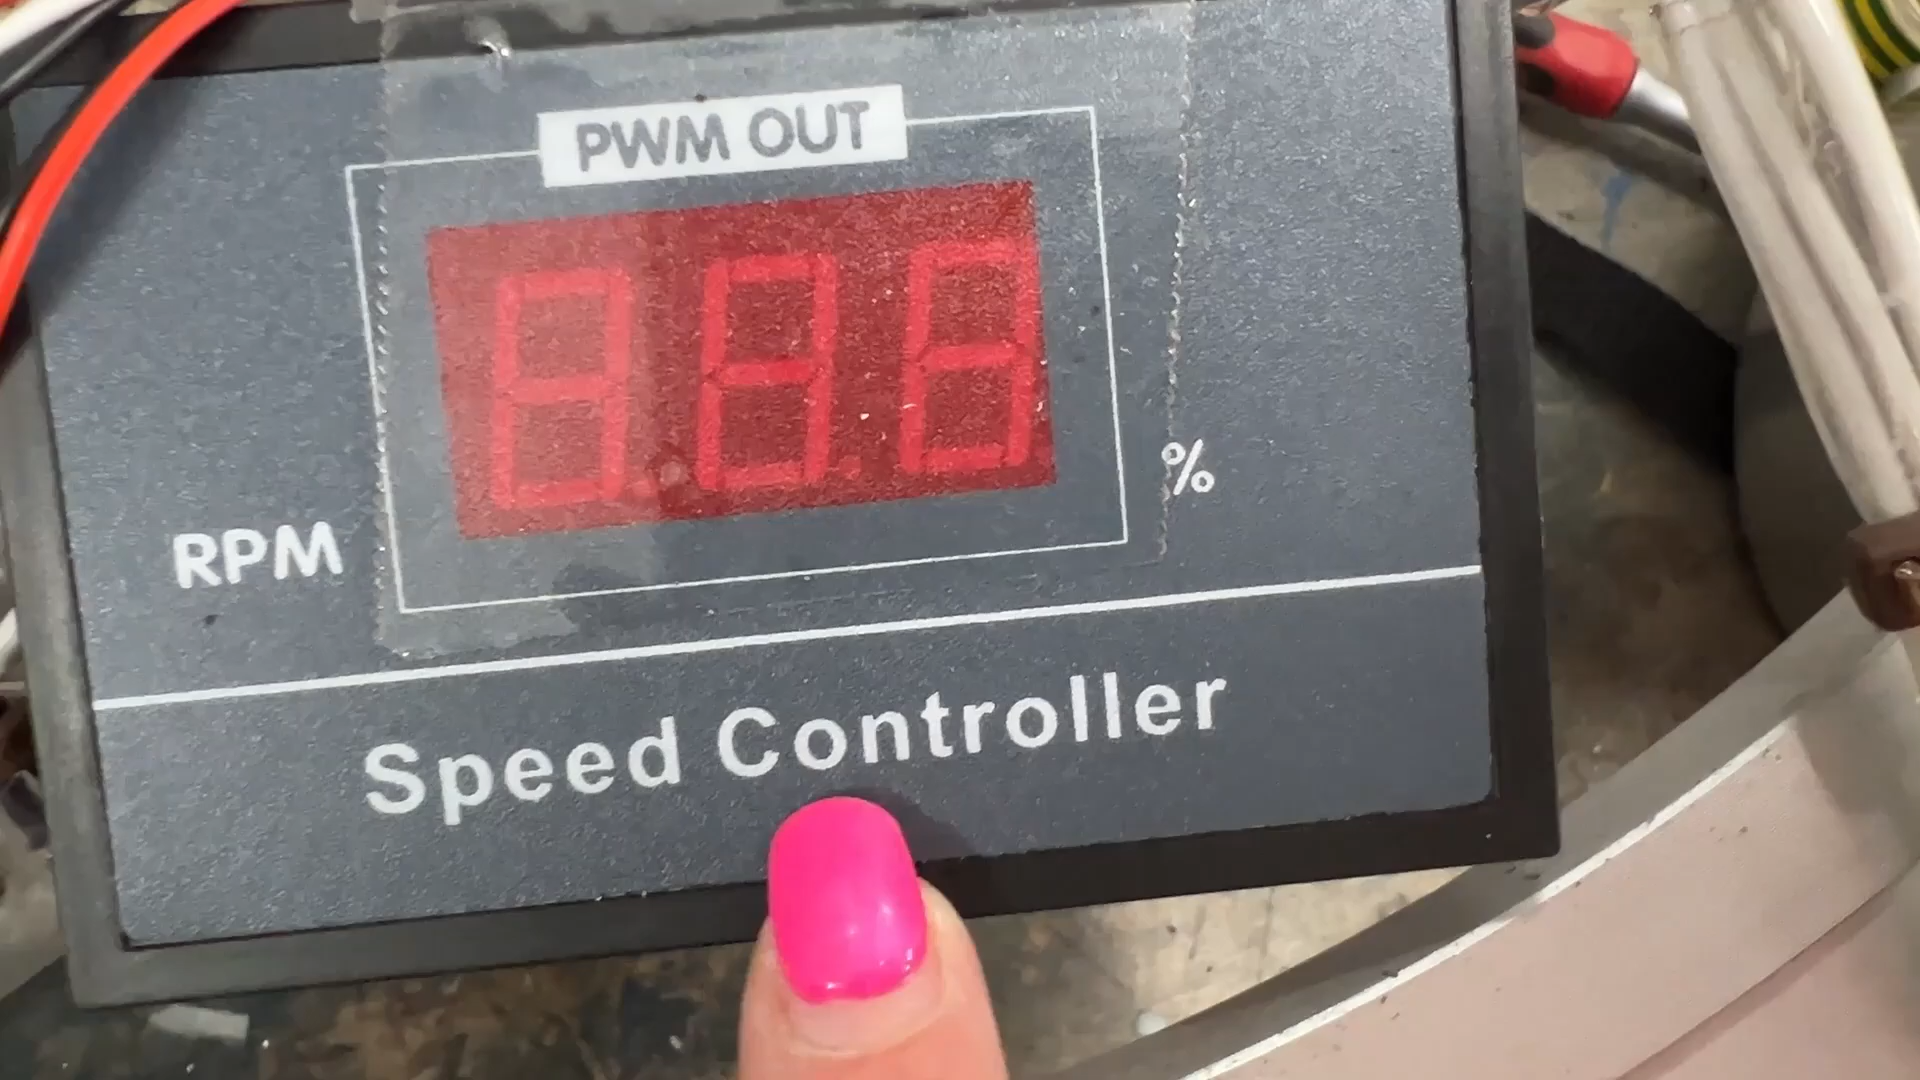 PWM OUT
%
RPM
Speed Controller